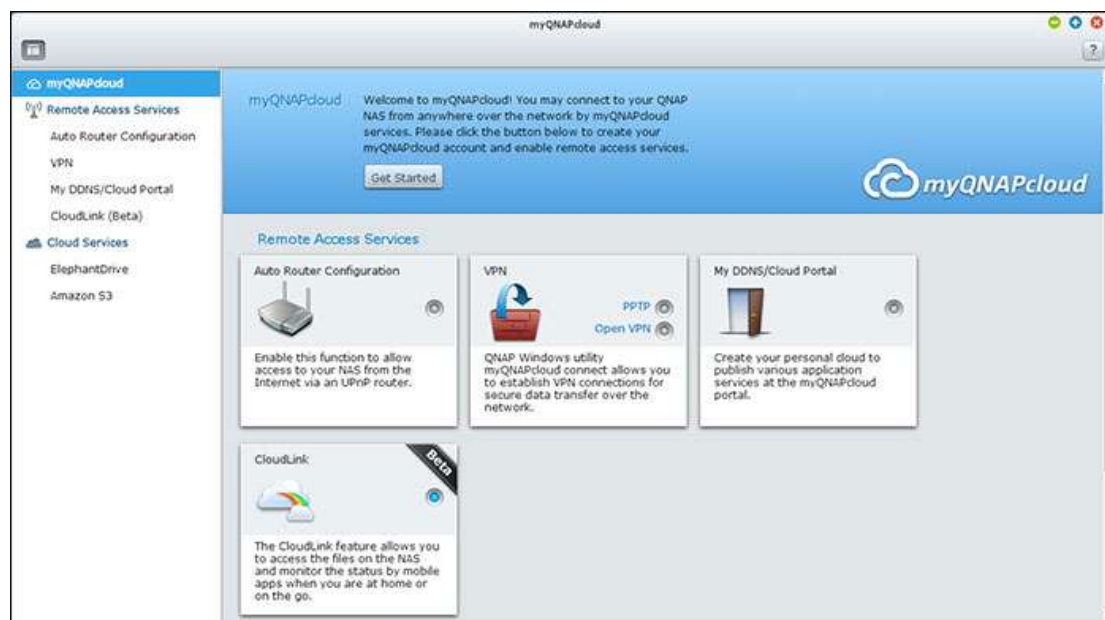 myQNAPcloud
?
myQNAPcloud
Remote Access Services
Auto Router Configuration
VPN
My DDNS/Cloud Portal
CloudLink (Beta)
Cloud Services
ElephantDrive
Amazon S3
myQNAPcloud
Welcome to myQNAPcloud! You may connect to your QNAP
NAS from anywhere over the network by myQNAPcloud
services. Please click the button below to create your
myQNAPcloud account and enable remote access services.
Get Started
myQNAPcloud
Remote Access Services
Auto Router Configuration
Enable this function to allow
access to your NAS from the
Internet via an UPnP router.
VPN
PPTP
Open VPN
QNAP Windows utility
myQNAPcloud connect allows you
to establish VPN connections for
secure data transfer over the
network.
My DDNS/Cloud Portal
Create your personal cloud to
publish various application
services at the myQNAPcloud
portal.
CloudLink
Beta
The CloudLink feature allows you
to access the files on the NAS
and monitor the status by mobile
apps when you are at home or
on the go.